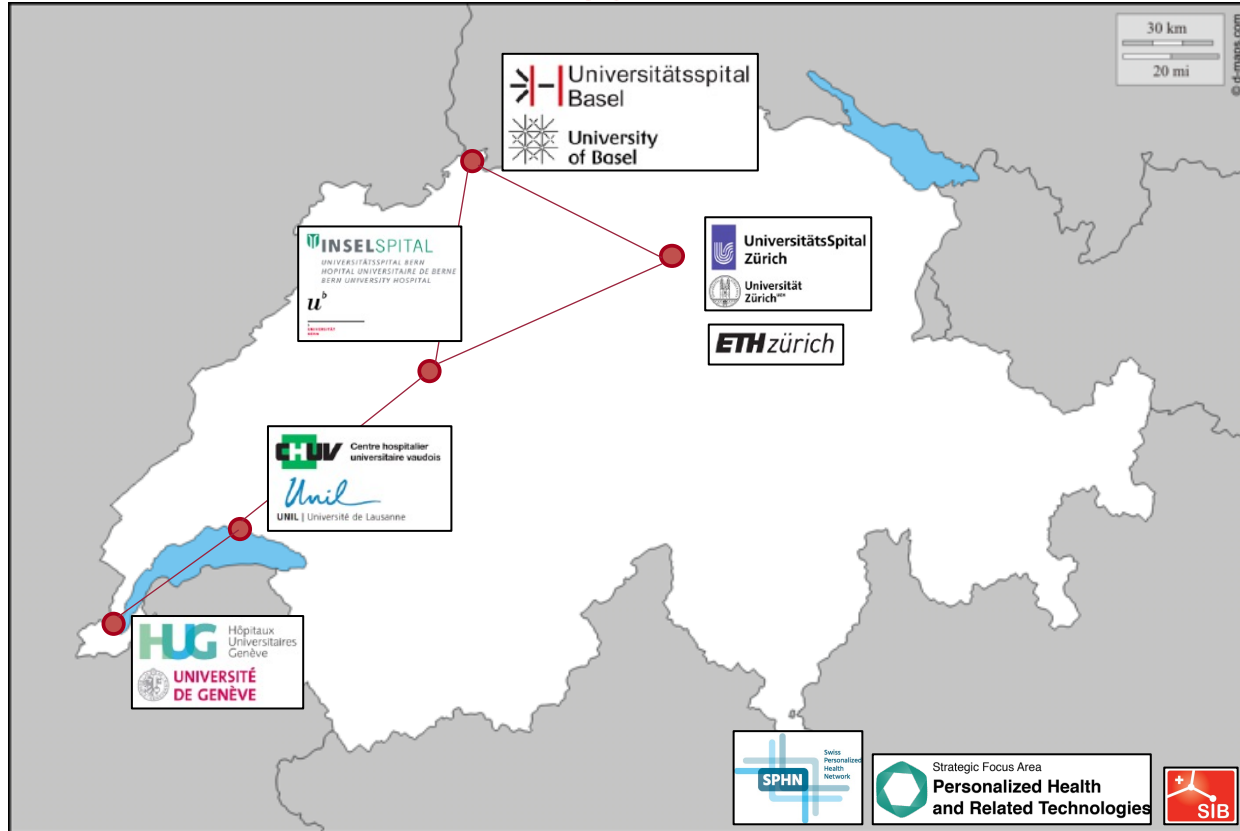 30 km
20 mi
© d-maps.com
Universitätsspital
Basel
University
of Basel
INSELSPITAL
UNIVERSITÄTSSPITAL BERN
HOPITAL UNIVERSITAIRE DE BERNE
BERN UNIVERSITY HOSPITAL
u^b
UNIVERSITÄT
BERN
UniversitätsSpital
Zürich
Universität
Zürich^UZH
ETH zürich
CHUV
Centre hospitalier
universitaire vaudois
Unil
UNIL | Université de Lausanne
HUG
Hôpitaux
Universitaires
Genève
UNIVERSITÉ
DE GENÈVE
SPHN
Swiss
Personalized
Health
Network
Strategic Focus Area
Personalized Health
and Related Technologies
SIB